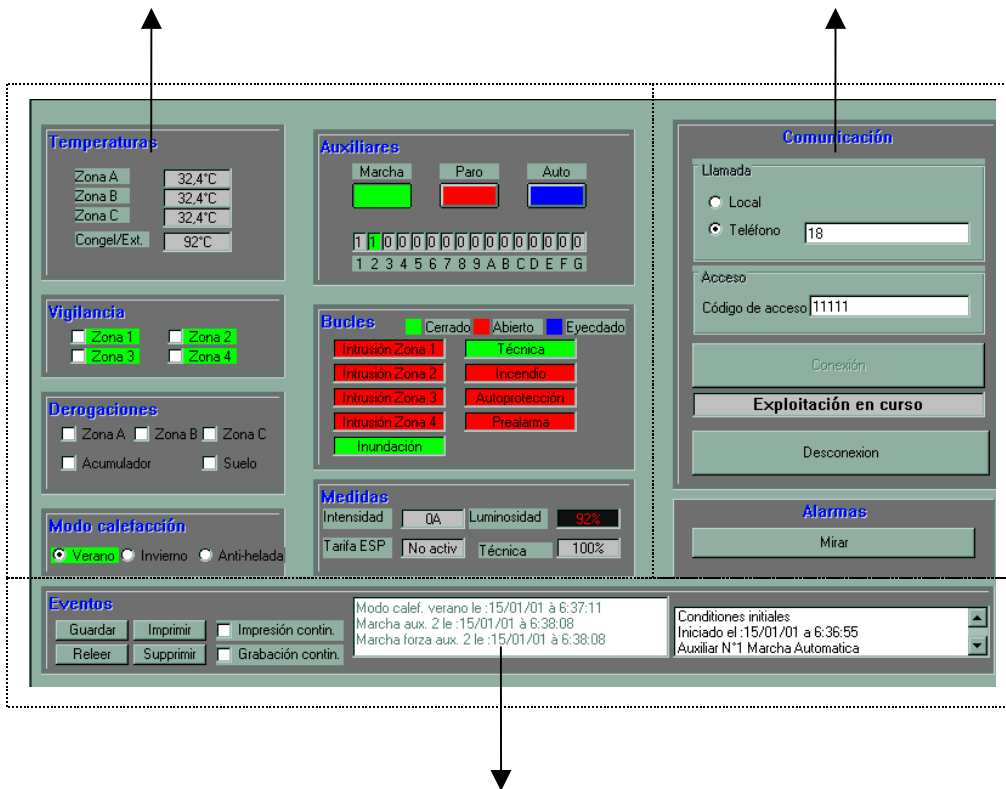 Temperaturas
Zona A 32,4°C
Zona B 32,4°C
Zona C 32,4°C
Congel/Ext. 92°C
Vigilancia
Zona 1 Zona 2
Zona 3 Zona 4
Derogaciones
Zona A Zona B Zona C
Acumulador Suelo
Modo calefacción
Verano Invierno Anti-helada
Auxiliares
Marcha Paro Auto
1 1 0 0 0 0 0 0 0 0 0 0 0 0 0 0
1 2 3 4 5 6 7 8 9 A B C D E F G
Bucles Cerrado Abierto Eyecdado
Intrusión Zona 1 Técnica
Intrusión Zona 2 Incendio
Intrusión Zona 3 Autoprotección
Intrusión Zona 4 Prealarma
Inundación
Medidas
Intensidad 0A Luminosidad 92%
Tarifa ESP No activ Técnica 100%
Comunicación
Llamada
Local
Teléfono 18
Acceso
Código de acceso 11111
Conexión
Exploitación en curso
Desconexion
Alarmas
Mirar
Eventos
Guardar Imprimir Impresión contin.
Releer Supprimir Grabación contin.
Modo calef. verano le :15/01/01 à 6:37:11
Marcha aux. 2 le :15/01/01 à 6:38:08
Marcha forza aux. 2 le :15/01/01 à 6:38:08
Conditiones initiales
Iniciado el :15/01/01 a 6:36:55
Auxiliar N°1 Marcha Automatica